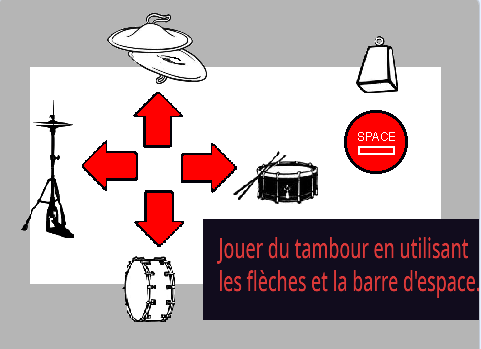 SPACE
Jouer du tambour en utilisant
les flèches et la barre d'espace.